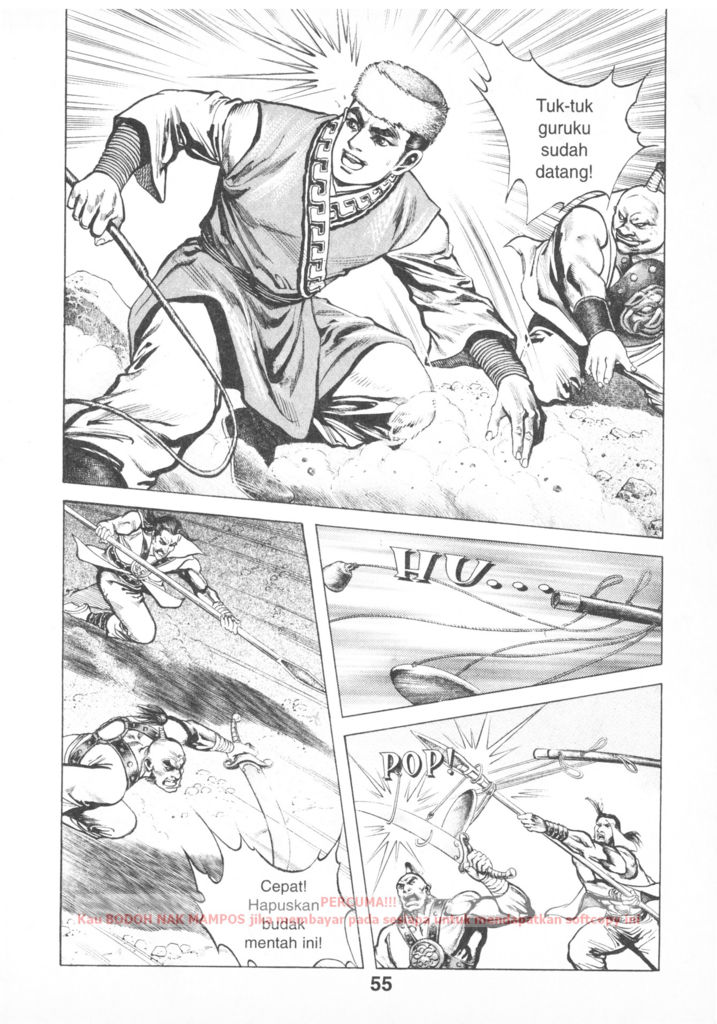 Tuk-tuk
guruku
sudah
datang!
HU...
POP!
Cepat!
Hapuskan
budak
mentah ini!
PERCUMA!!!
Kau BODOH NAK MAMPOS jika membayar pada sesiapa untuk mendapatkan softcopy ini
55